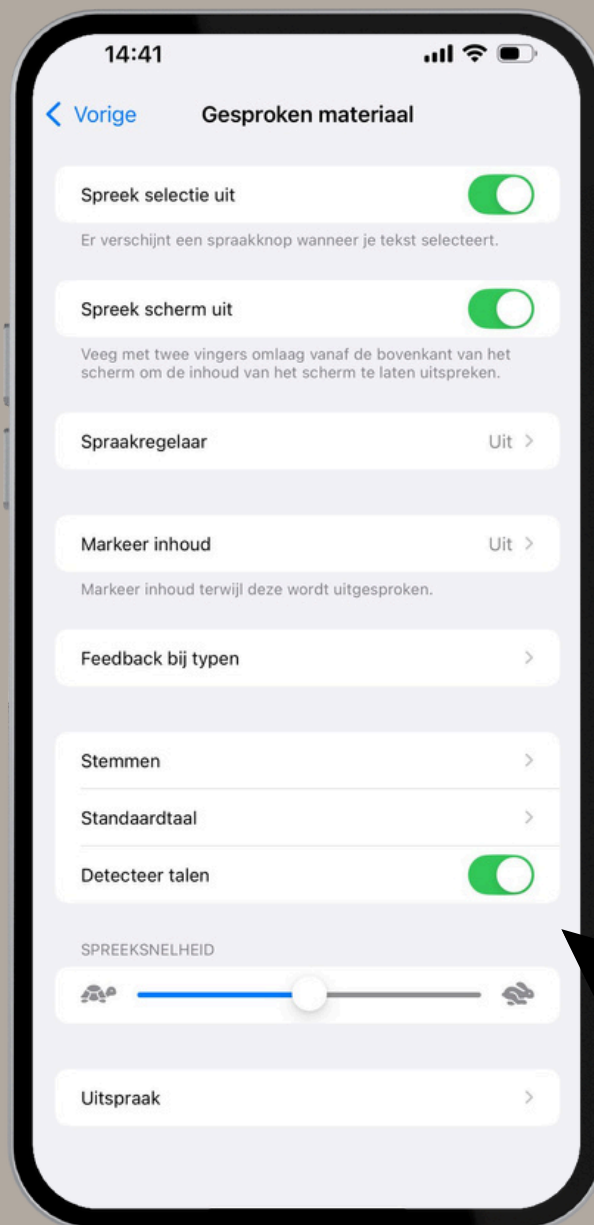 14:41
Vorige
Gesproken materiaal
Spreek selectie uit
Er verschijnt een spraakknop wanneer je tekst selecteert.
Spreek scherm uit
Veeg met twee vingers omlaag vanaf de bovenkant van het
scherm om de inhoud van het scherm te laten uitspreken.
Spraakregelaar Uit
Markeer inhoud Uit
Markeer inhoud terwijl deze wordt uitgesproken.
Feedback bij typen
Stemmen
Standaardtaal
Detecteer talen
SPREEKSNELHEID
Uitspraak